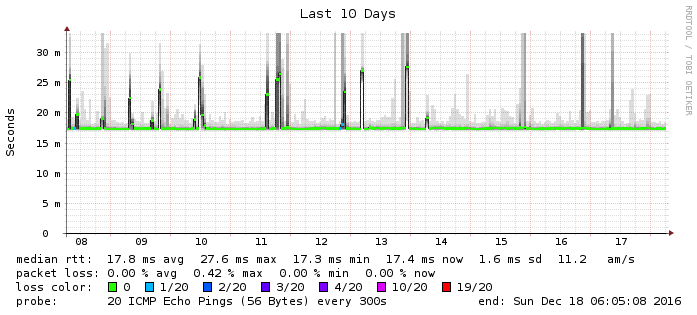 Last 10 Days
RRDTOOL / TOBI OETIKER
Seconds
30 m
25 m
20 m
15 m
10 m
5 m
0
08 09 10 11 12 13 14 15 16 17
median rtt: 17.8 ms avg 27.6 ms max 17.3 ms min 17.4 ms now 1.6 ms sd 11.2 am/s
packet loss: 0.00 % avg 0.42 % max 0.00 % min 0.00 % now
loss color: 0 1/20 2/20 3/20 4/20 10/20 19/20
probe: 20 ICMP Echo Pings (56 Bytes) every 300s end: Sun Dec 18 06:05:08 2016